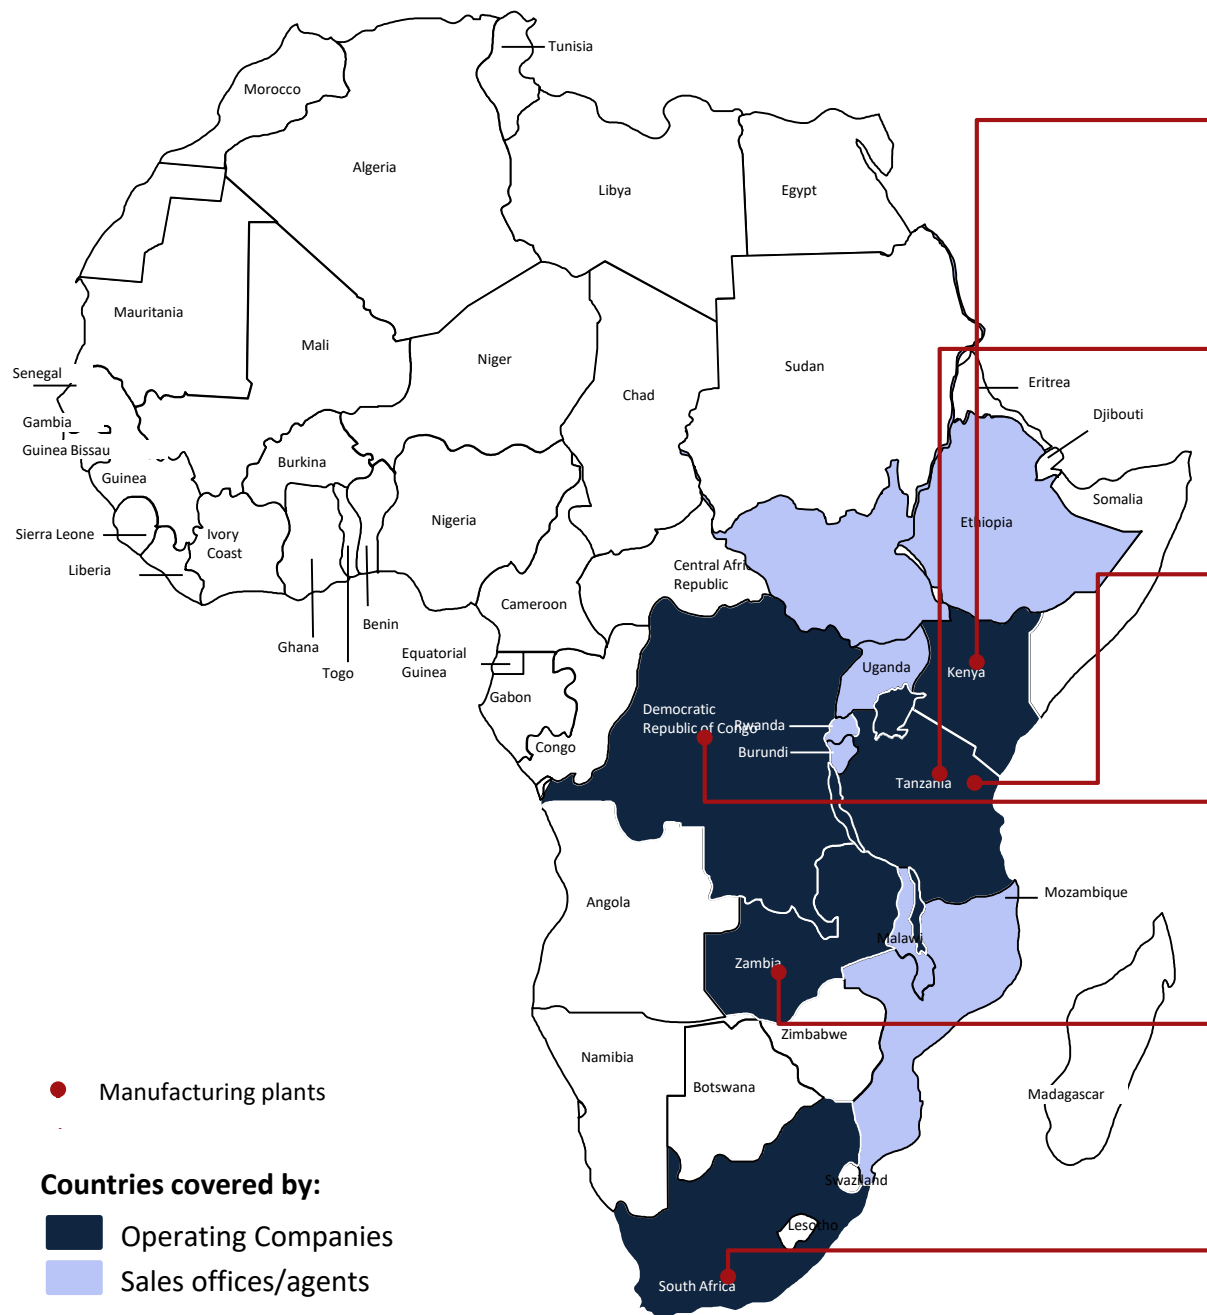 Tunisia
Morocco
Algeria
Libya
Egypt
Mauritania
Mali
Niger
Sudan
Chad
Senegal
Eritrea
Djibouti
Gambia
Guinea Bissau
Burkina
Guinea
Somalia
Nigeria
Ethiopia
Sierra Leone
Ivory
Coast
Liberia
Central Afri
Republic
Cameroon
Benin
Ghana
Togo
Equatorial
Guinea
Uganda
Kenya
Gabon
Democratic
Republic of Congo
Rwanda
Congo
Burundi
Tanzania
Angola
Mozambique
Malawi
Zambia
Zimbabwe
Namibia
Botswana
Madagascar
Manufacturing plants
Swaziland
Countries covered by:
Lesotho
Operating Companies
Sales offices/agents
South Africa